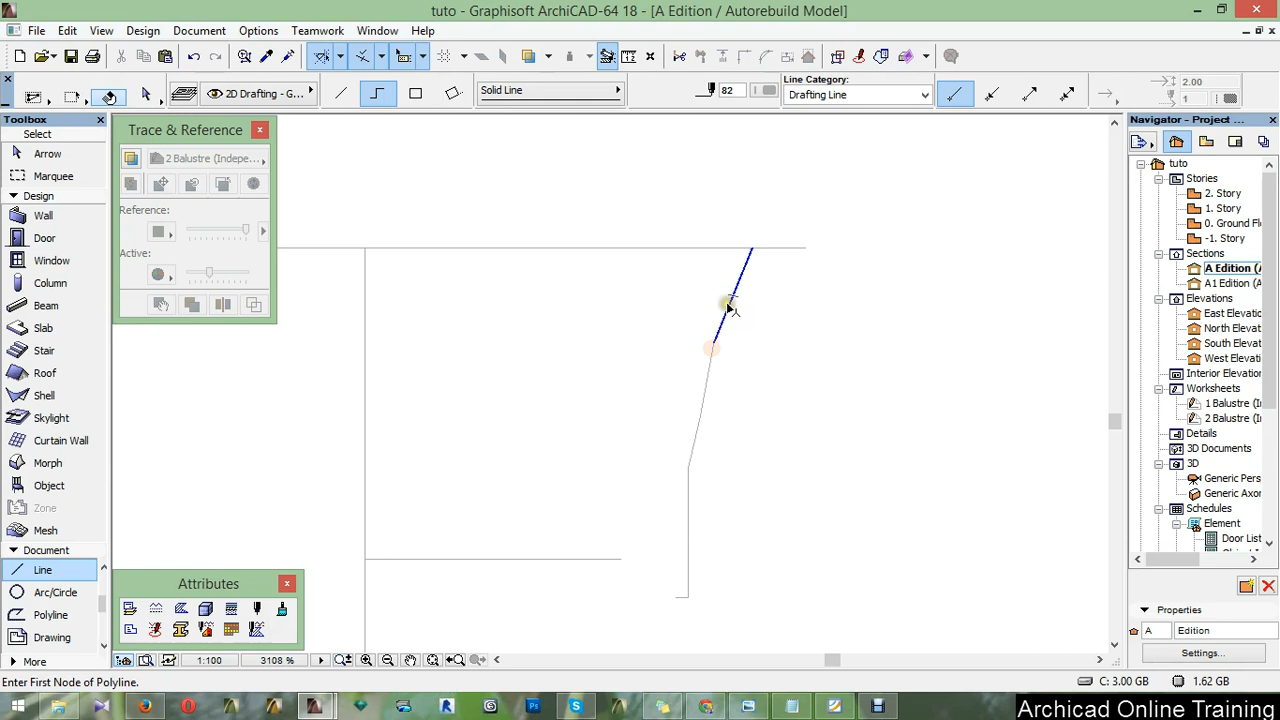 tuto - Graphisoft ArchiCAD-64 18 - [A Edition / Autorebuild Model]
File Edit View Design Document Options Teamwork Window Help
2D Drafting - G...
Solid Line
82
Line Category:
Drafting Line
2.00
1
Toolbox
Select
Arrow
Marquee
Design
Wall
Door
Window
Column
Beam
Slab
Stair
Roof
Shell
Skylight
Curtain Wall
Morph
Object
Zone
Mesh
Document
Line
Arc/Circle
Polyline
Drawing
More
Trace & Reference
2 Balustre (Indepe...
Reference:
Active:
Attributes
Navigator - Project ...
tuto
Stories
2. Story
1. Story
0. Ground Fl
-1. Story
Sections
A Edition (
A1 Edition (A
Elevations
East Elevatio
North Elevat
South Elevat
West Elevati
Interior Elevation
Worksheets
1 Balustre (I
2 Balustre (I
Details
3D Documents
3D
Generic Pers
Generic Axo
Schedules
Element
Door List
Properties
A Edition
Settings...
1:100
3108 %
Enter First Node of Polyline.
C: 3.00 GB
1.62 GB
Archicad Online Training